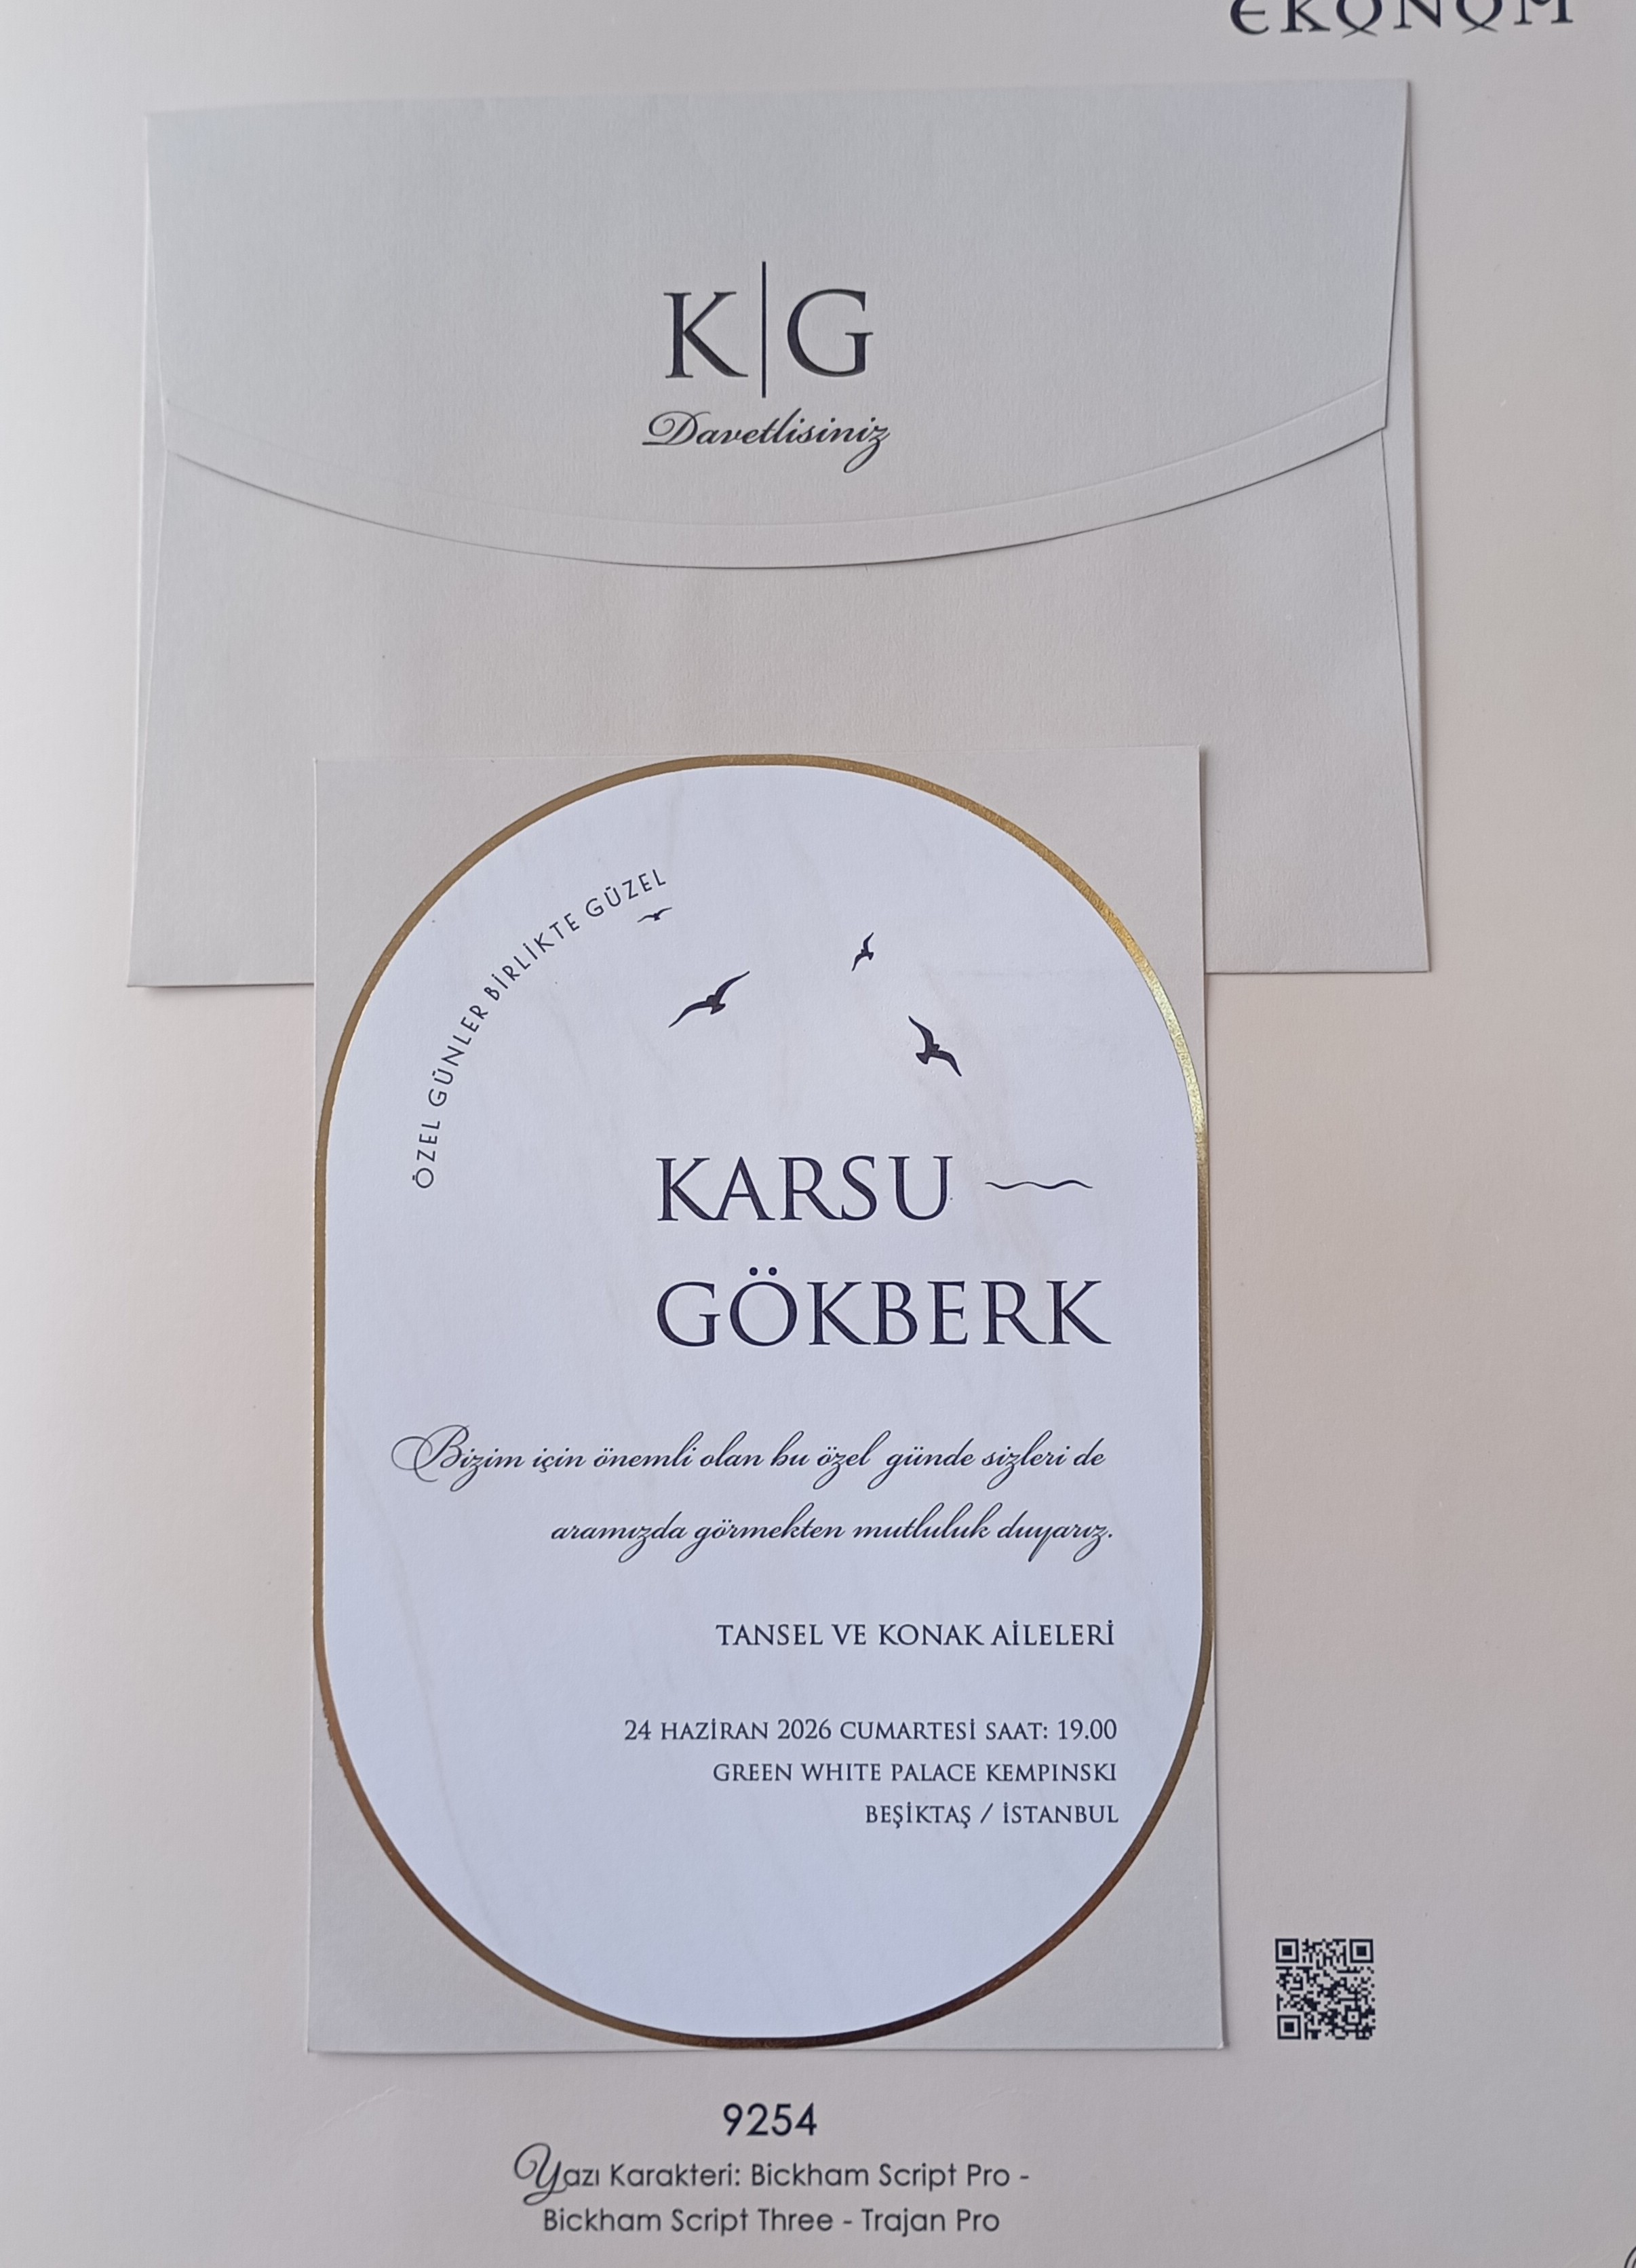 EKONOM
K|G
Davetlisiniz
ÖZEL GÜNLER BİRLİKTE GÜZEL
KARSU
GÖKBERK
Bizim için önemli olan bu özel günde sizleri de
aramızda görmekten mutluluk duyarız.
TANSEL VE KONAK AİLELERİ
24 HAZİRAN 2026 CUMARTESİ SAAT: 19.00
GREEN WHITE PALACE KEMPINSKI
BEŞİKTAŞ / İSTANBUL
9254
Yazı Karakteri: Bickham Script Pro -
Bickham Script Three - Trajan Pro